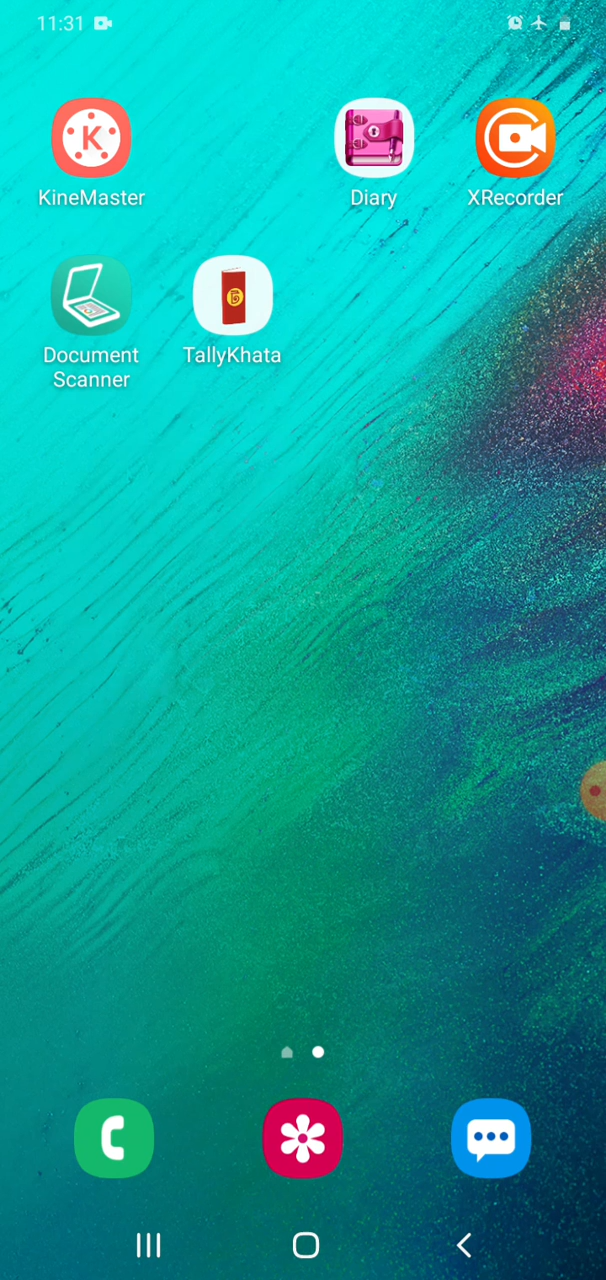 11:31
KineMaster
Diary
XRecorder
Document
Scanner
TallyKhata